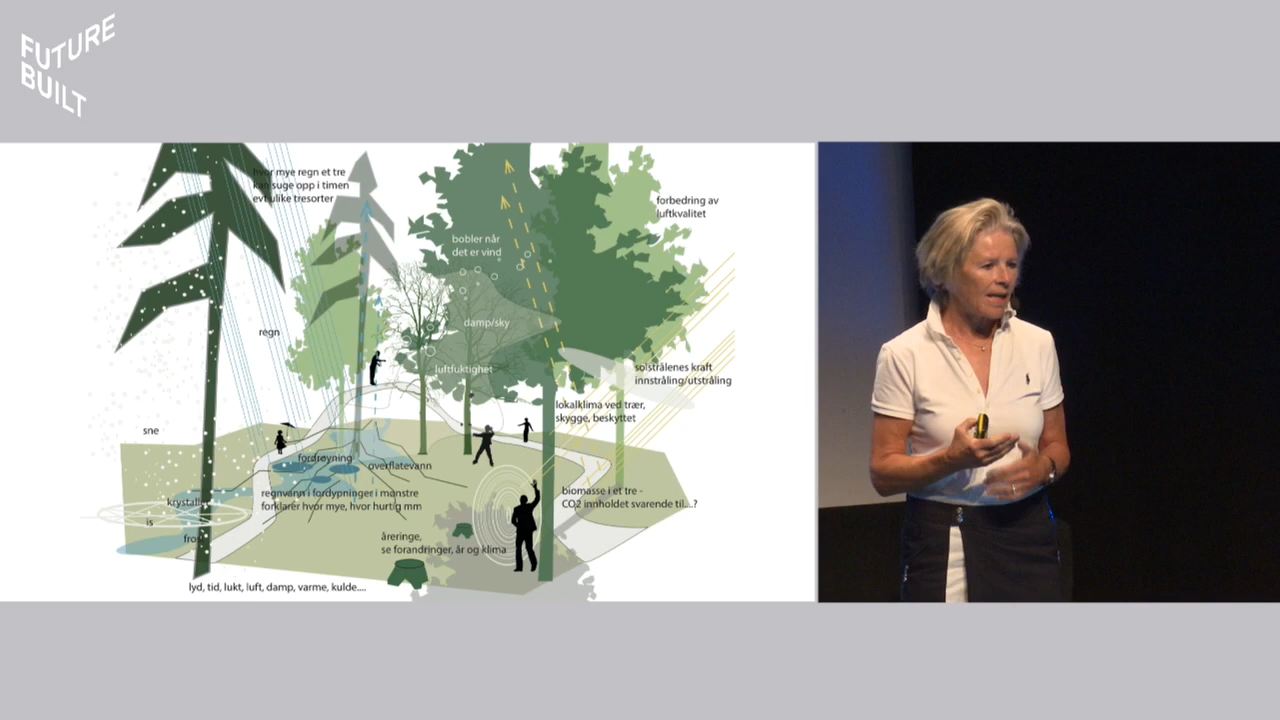 FUTURE
BUILT
hvor mye regn et tre
kan suge opp i timen
evt ulike tresorter
forbedring av
luftkvalitet
bobler når
det er vind
damp/sky
regn
luftfuktighet
solstrålenes kraft
innstråling/utstråling
lokalklima ved trær,
skygge, beskyttet
sne
fordrøyning
overflatevann
regnvann i fordypninger i mønstre
forklarer hvor mye, hvor hurtig mm
biomasse i et tre -
CO2 innholdet svarende til....?
krystaller
is
frost
åreringe,
se forandringer, år og klima
lyd, tid, lukt, luft, damp, varme, kulde....